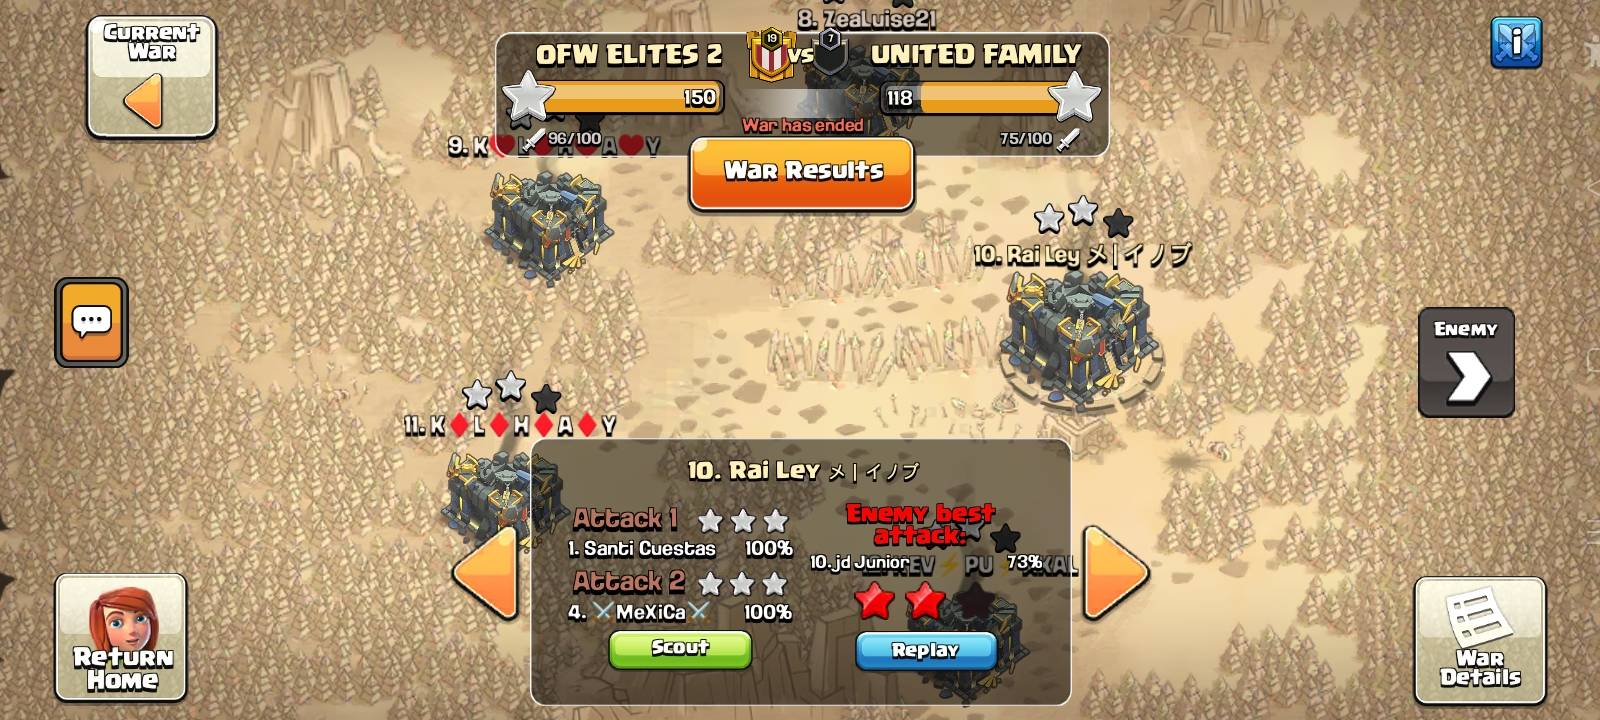 Current
War
8. ZeaLuise21
OFW ELITES 2
19
VS
7
UNITED FAMILY
150
118
War has ended
96/100
75/100
War Results
9. K♥L♥H♥A♥Y
10. Rai Ley メ|イノブ
Enemy
11. K♦L♦H♦A♦Y
10. Rai Ley メ|イノブ
Attack 1
1. Santi Cuestas 100%
Attack 2
4. ⚔MeXiCa⚔ 100%
Enemy best
attack:
10. jd Junior 73%
Scout
Replay
Return
Home
War
Details